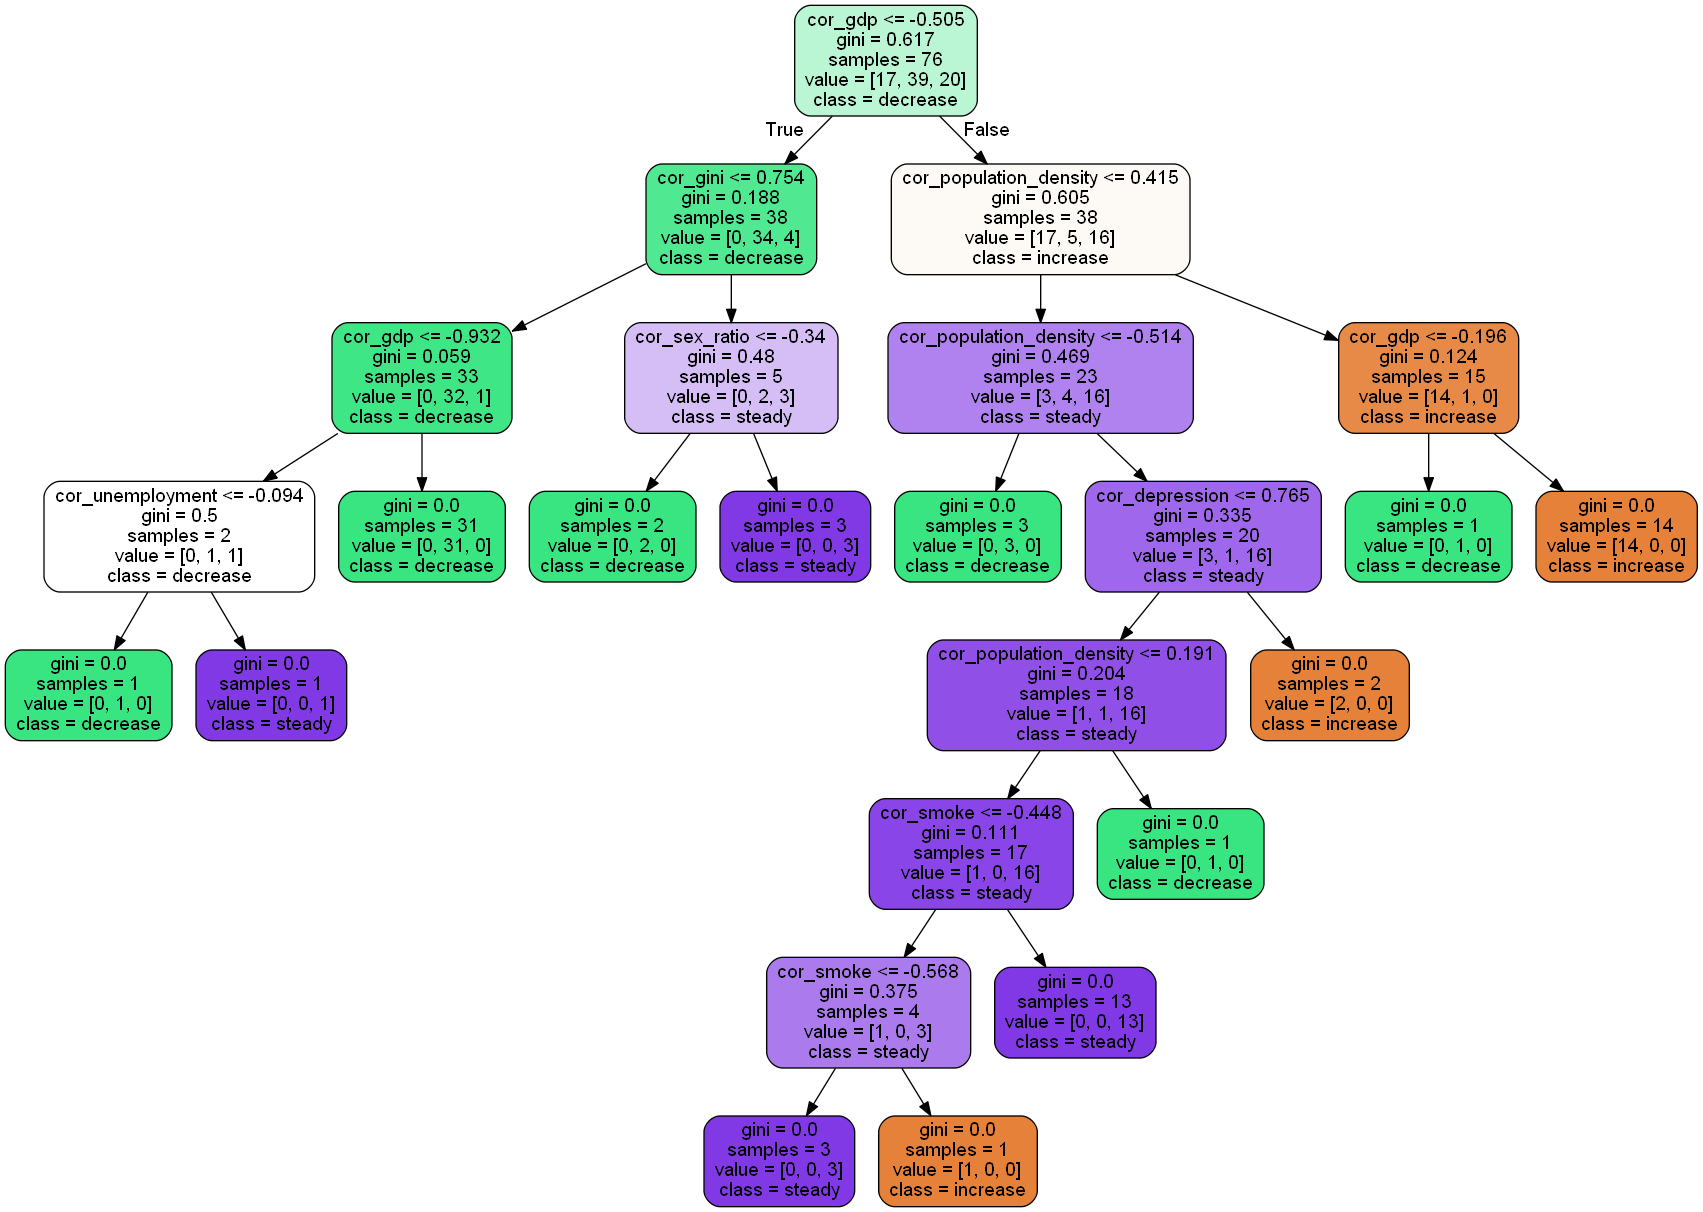 cor_gdp <= -0.505
gini = 0.617
samples = 76
value = [17, 39, 20]
class = decrease
True
False
cor_gini <= 0.754
gini = 0.188
samples = 38
value = [0, 34, 4]
class = decrease
cor_population_density <= 0.415
gini = 0.605
samples = 38
value = [17, 5, 16]
class = increase
cor_gdp <= -0.932
gini = 0.059
samples = 33
value = [0, 32, 1]
class = decrease
cor_sex_ratio <= -0.34
gini = 0.48
samples = 5
value = [0, 2, 3]
class = steady
cor_population_density <= -0.514
gini = 0.469
samples = 23
value = [3, 4, 16]
class = steady
cor_gdp <= -0.196
gini = 0.124
samples = 15
value = [14, 1, 0]
class = increase
cor_unemployment <= -0.094
gini = 0.5
samples = 2
value = [0, 1, 1]
class = decrease
gini = 0.0
samples = 31
value = [0, 31, 0]
class = decrease
gini = 0.0
samples = 2
value = [0, 2, 0]
class = decrease
gini = 0.0
samples = 3
value = [0, 0, 3]
class = steady
gini = 0.0
samples = 3
value = [0, 3, 0]
class = decrease
cor_depression <= 0.765
gini = 0.335
samples = 20
value = [3, 1, 16]
class = steady
gini = 0.0
samples = 1
value = [0, 1, 0]
class = decrease
gini = 0.0
samples = 14
value = [14, 0, 0]
class = increase
gini = 0.0
samples = 1
value = [0, 1, 0]
class = decrease
gini = 0.0
samples = 1
value = [0, 0, 1]
class = steady
cor_population_density <= 0.191
gini = 0.204
samples = 18
value = [1, 1, 16]
class = steady
gini = 0.0
samples = 2
value = [2, 0, 0]
class = increase
cor_smoke <= -0.448
gini = 0.111
samples = 17
value = [1, 0, 16]
class = steady
gini = 0.0
samples = 1
value = [0, 1, 0]
class = decrease
cor_smoke <= -0.568
gini = 0.375
samples = 4
value = [1, 0, 3]
class = steady
gini = 0.0
samples = 13
value = [0, 0, 13]
class = steady
gini = 0.0
samples = 3
value = [0, 0, 3]
class = steady
gini = 0.0
samples = 1
value = [1, 0, 0]
class = increase